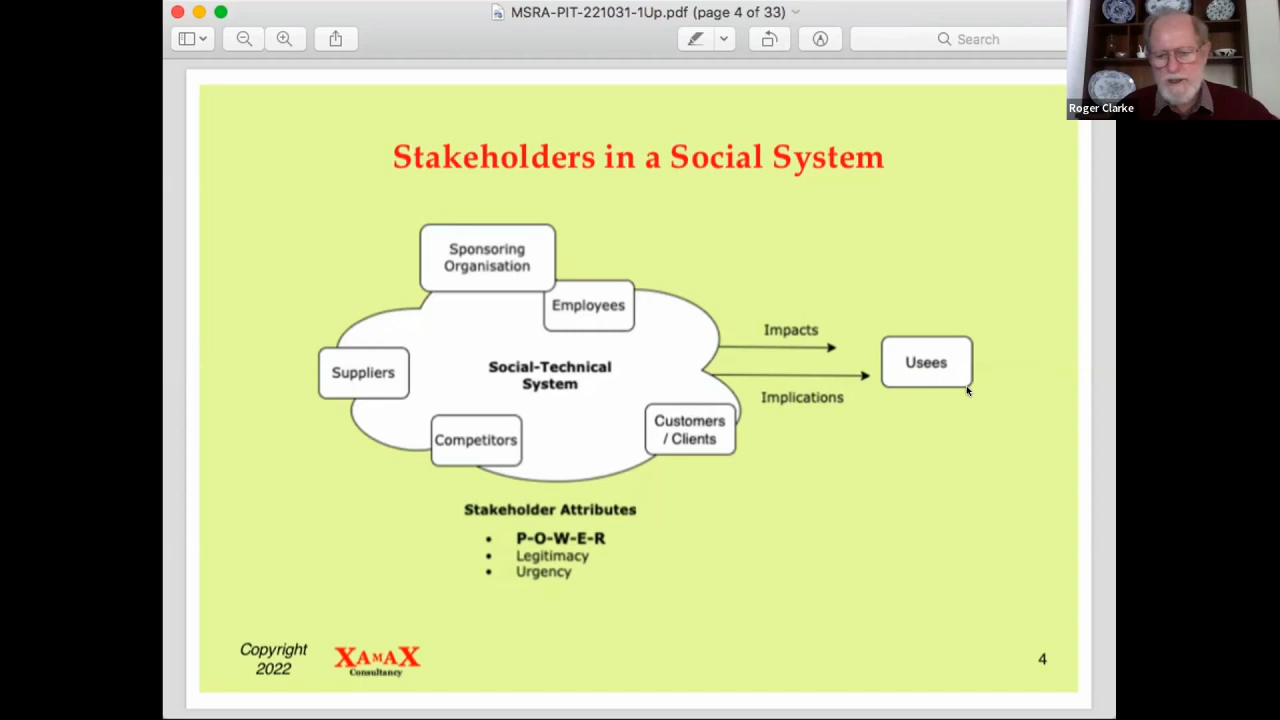 MSRA-PIT-221031-1Up.pdf (page 4 of 33)
Search
Roger Clarke
Stakeholders in a Social System
Sponsoring
Organisation
Employees
Impacts
Suppliers
Social-Technical
System
Usees
Implications
Customers
/ Clients
Competitors
Stakeholder Attributes
• P-O-W-E-R
• Legitimacy
• Urgency
Copyright
2022
XAMAX
Consultancy
4